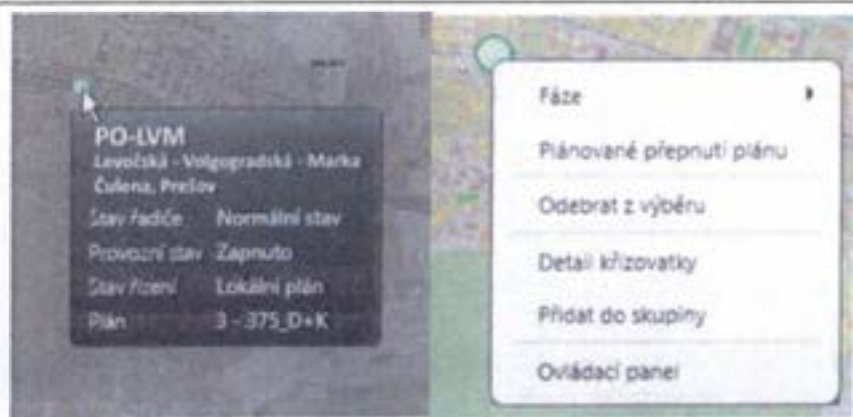 PO-LVM
Levočská - Volgogradská - Marka
Čulena, Prešov
Stav řadiče Normální stav
Provozní stav Zapnuto
Stav řízení Lokální plán
Plán 3 - 375_D+K
Fáze
Plánované přepnutí plánu
Odebrat z výběru
Detail křižovatky
Přidat do skupiny
Ovládací panel